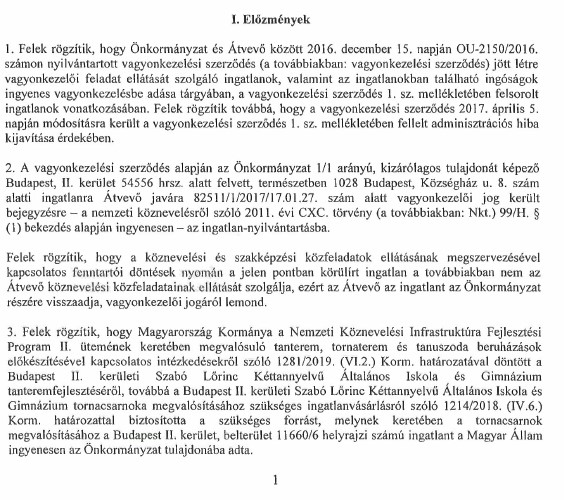 I. Előzmények
1. Felek rögzítik, hogy Önkormányzat és Átvevő között 2016. december 15. napján OU-2150/2016.
számon nyilvántartott vagyonkezelési szerződés (a továbbiakban: vagyonkezelési szerződés) jött létre
vagyonkezelői feladat ellátását szolgáló ingatlanok, valamint az ingatlanokban található ingóságok
ingyenes vagyonkezelésbe adása tárgyában, a vagyonkezelési szerződés 1. sz. mellékletében felsorolt
ingatlanok vonatkozásában. Felek rögzítik továbbá, hogy a vagyonkezelési szerződés 2017. április 5.
napján módosításra került a vagyonkezelési szerződés 1. sz. mellékletében fellelt adminisztrációs hiba
kijavítása érdekében.
2. A vagyonkezelési szerződés alapján az Önkormányzat 1/1 arányú, kizárólagos tulajdonát képező
Budapest, II. kerület 54556 hrsz. alatt felvett, természetben 1028 Budapest, Községház u. 8. szám
alatti ingatlanra Átvevő javára 82511/1/2017/17.01.27. szám alatt vagyonkezelői jog került
bejegyzésre – a nemzeti köznevelésről szóló 2011. évi CXC. törvény (a továbbiakban: Nkt.) 99/H. §
(1) bekezdés alapján ingyenesen – az ingatlan-nyilvántartásba.
Felek rögzítik, hogy a köznevelési és szakképzési közfeladatok ellátásának megszervezésével
kapcsolatos fenntartói döntések nyomán a jelen pontban körülírt ingatlan a továbbiakban nem az
Átvevő köznevelési közfeladatainak ellátását szolgálja, ezért az Átvevő az ingatlant az Önkormányzat
részére visszaadja, vagyonkezelői jogáról lemond.
3. Felek rögzítik, hogy Magyarország Kormánya a Nemzeti Köznevelési Infrastruktúra Fejlesztési
Program II. ütemének keretében megvalósuló tanterem, tornaterem és tanuszoda beruházások
előkészítésével kapcsolatos intézkedésekről szóló 1281/2019. (VI.2.) Korm. határozatával döntött a
Budapest II. kerületi Szabó Lőrinc Kéttannyelvű Általános Iskola és Gimnázium
tanteremfejlesztéséről, továbbá a Budapest II. kerületi Szabó Lőrinc Kéttannyelvű Általános Iskola és
Gimnázium tornacsarnoka megvalósításához szükséges ingatlanvásárlásról szóló 1214/2018. (IV.6.)
Korm. határozattal biztosította a szükséges forrást, melynek keretében a tornacsarnok
megvalósításához a Budapest II. kerület, belterület 11660/6 helyrajzi számú ingatlant a Magyar Állam
ingyenesen az Önkormányzat tulajdonába adta.
1